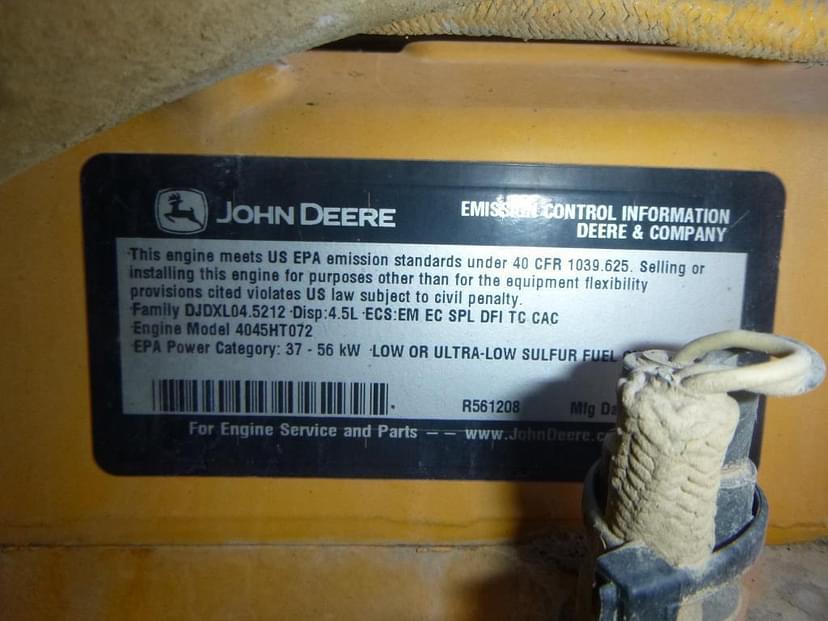 JOHN DEERE
EMISSION CONTROL INFORMATION
DEERE & COMPANY
This engine meets US EPA emission standards under 40 CFR 1039.625. Selling or
installing this engine for purposes other than for the equipment flexibility
provisions cited violates US law subject to civil penalty.
Family DJDXL04.5212 Disp:4.5L ECS:EM EC SPL DFI TC CAC
Engine Model 4045HT072
EPA Power Category: 37 - 56 kW LOW OR ULTRA-LOW SULFUR FUEL
R561208 Mfg
For Engine Service and Parts – – www.JohnDeere.c